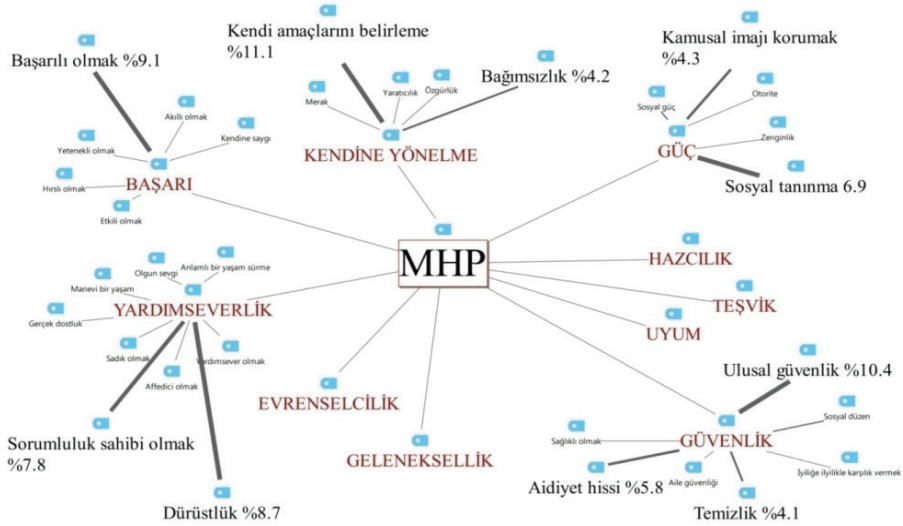 Başarılı olmak %9.1
Akıllı olmak
Yetenekli olmak
Kendine saygı
Hırslı olmak
BAŞARI
Etkili olmak
Kendi amaçlarını belirleme
%11.1
Merak
Yaratıcılık
Özgürlük
Bağımsızlık %4.2
KENDİNE YÖNELME
Kamusal imajı korumak
%4.3
Sosyal güç
Otorite
Zenginlik
GÜÇ
Sosyal tanınma 6.9
MHP
HAZCILIK
TEŞVİK
UYUM
Olgun sevgi
Anlamlı bir yaşam sürme
Manevi bir yaşam
YARDIMSEVERLİK
Gerçek dostluk
Sadık olmak
Yardımsever olmak
Affedici olmak
Sorumluluk sahibi olmak
%7.8
Dürüstlük %8.7
EVRENSELCİLİK
GELENEKSELLİK
Ulusal güvenlik %10.4
Sosyal düzen
Sağlıklı olmak
GÜVENLİK
Aidiyet hissi %5.8
Aile güvenliği
İyiliğe iyilikle karşılık vermek
Temizlik %4.1